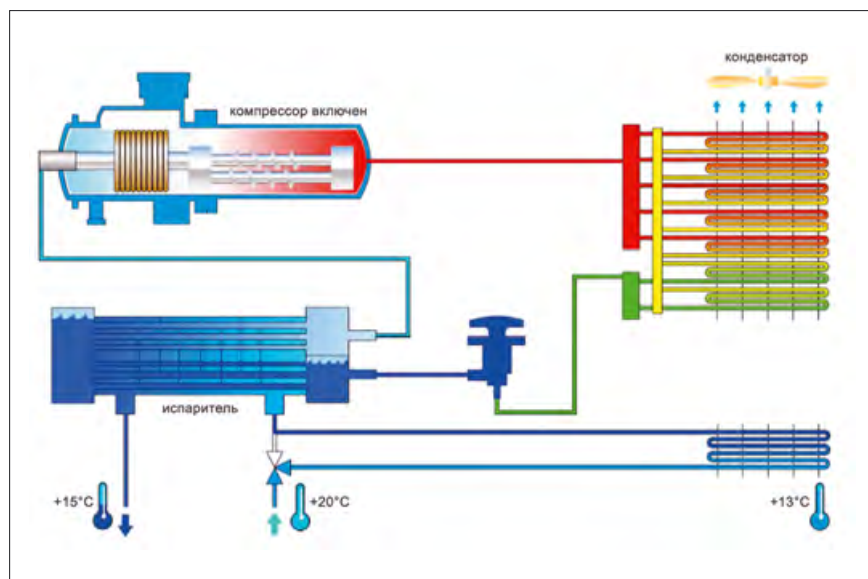 конденсатор
компрессор включен
испаритель
+15°C
+20°C
+13°C